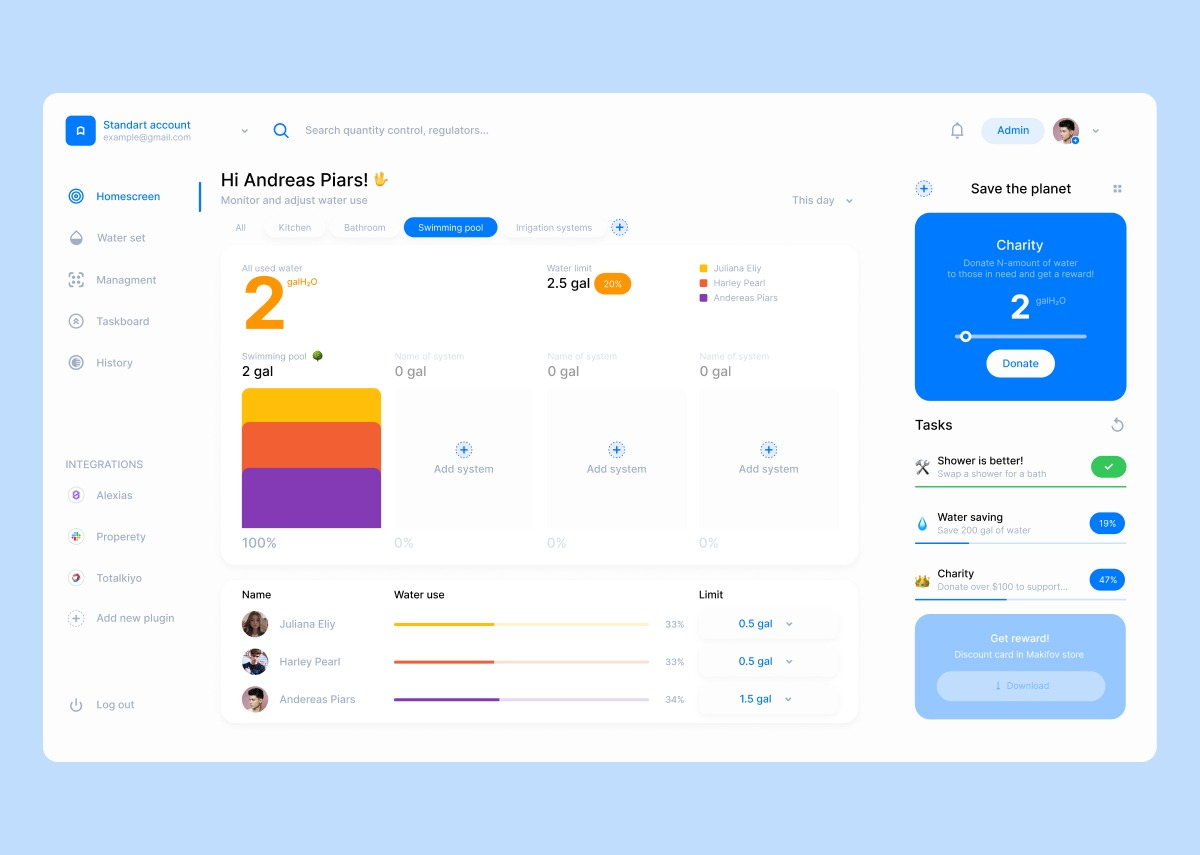 Standart account
example@gmail.com
Search quantity control, regulators...
Admin
Homescreen
Water set
Managment
Taskboard
History
INTEGRATIONS
Alexias
Properety
Totalkiyo
Add new plugin
Log out
Hi Andreas Piars!
Monitor and adjust water use
This day
All
Kitchen
Bathroom
Swimming pool
Irrigation systems
All used water
2 galH₂O
Water limit
2.5 gal 20%
Juliana Eliy
Harley Pearl
Andereas Piars
Swimming pool
2 gal
100%
Name of system
0 gal
Add system
0%
Name of system
0 gal
Add system
0%
Name of system
0 gal
Add system
0%
Name Water use Limit
Juliana Eliy 33% 0.5 gal
Harley Pearl 33% 0.5 gal
Andereas Piars 34% 1.5 gal
Save the planet
Charity
Donate N-amount of water
to those in need and get a reward!
2 galH₂O
Donate
Tasks
Shower is better!
Swap a shower for a bath
Water saving
Save 200 gal of water
19%
Charity
Donate over $100 to support...
47%
Get reward!
Discount card in Makifov store
Download